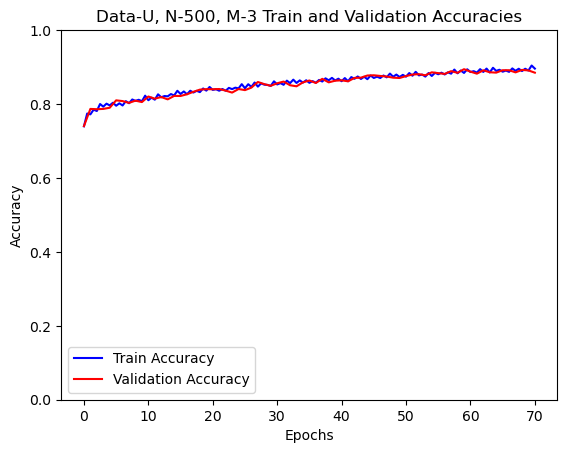 Data-U, N-500, M-3 Train and Validation Accuracies
1.0
0.8
0.6
0.4
0.2
0.0
Accuracy
Train Accuracy
Validation Accuracy
0 10 20 30 40 50 60 70
Epochs